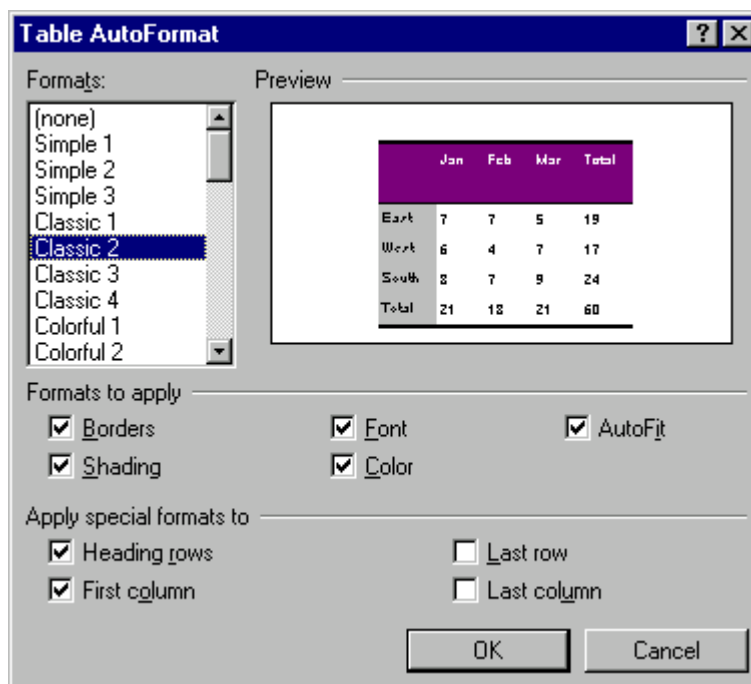 Table AutoFormat
Formats:
Preview
(none)
Simple 1
Simple 2
Simple 3
Classic 1
Classic 2
Classic 3
Classic 4
Colorful 1
Colorful 2
Jan Feb Mar Total
East 7 7 5 19
West 6 4 7 17
South 8 7 9 24
Total 21 18 21 60
Formats to apply
Borders Font AutoFit
Shading Color
Apply special formats to
Heading rows Last row
First column Last column
OK Cancel